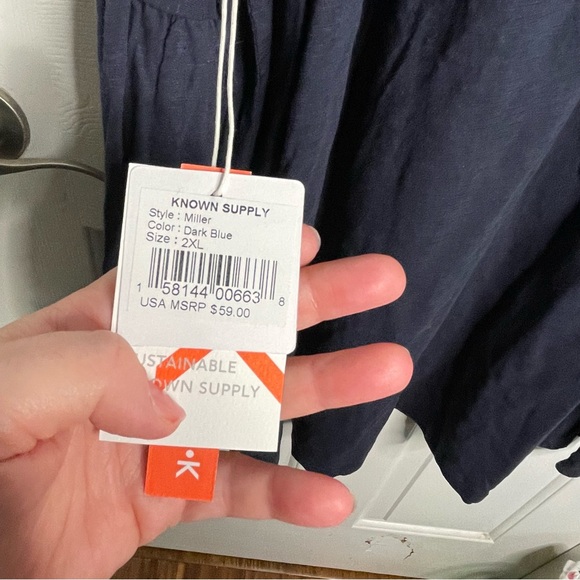 KNOWN SUPPLY
Style : Miller
Color : Dark Blue
Size : 2XL
1 58144 00663 8
USA MSRP $59.00
USTAINABLE
OWN SUPPLY
K